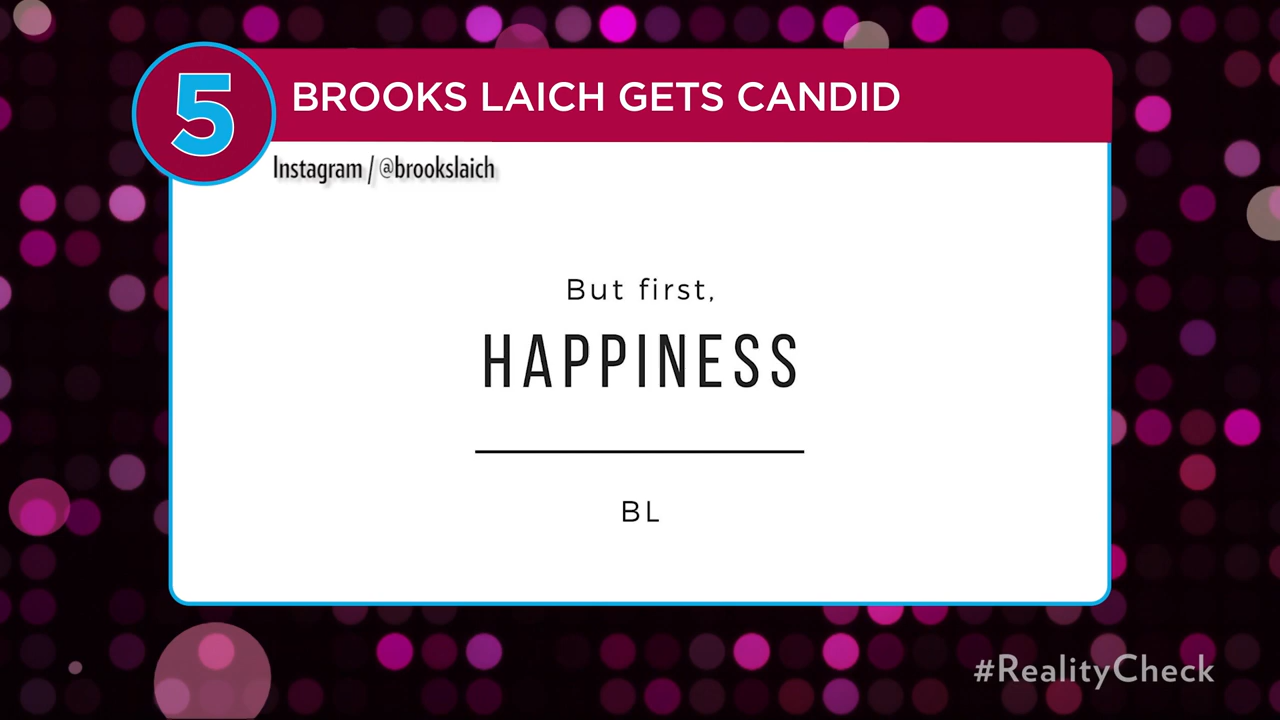 5
BROOKS LAICH GETS CANDID
Instagram / @brookslaich
But first,
HAPPINESS
BL
#RealityCheck